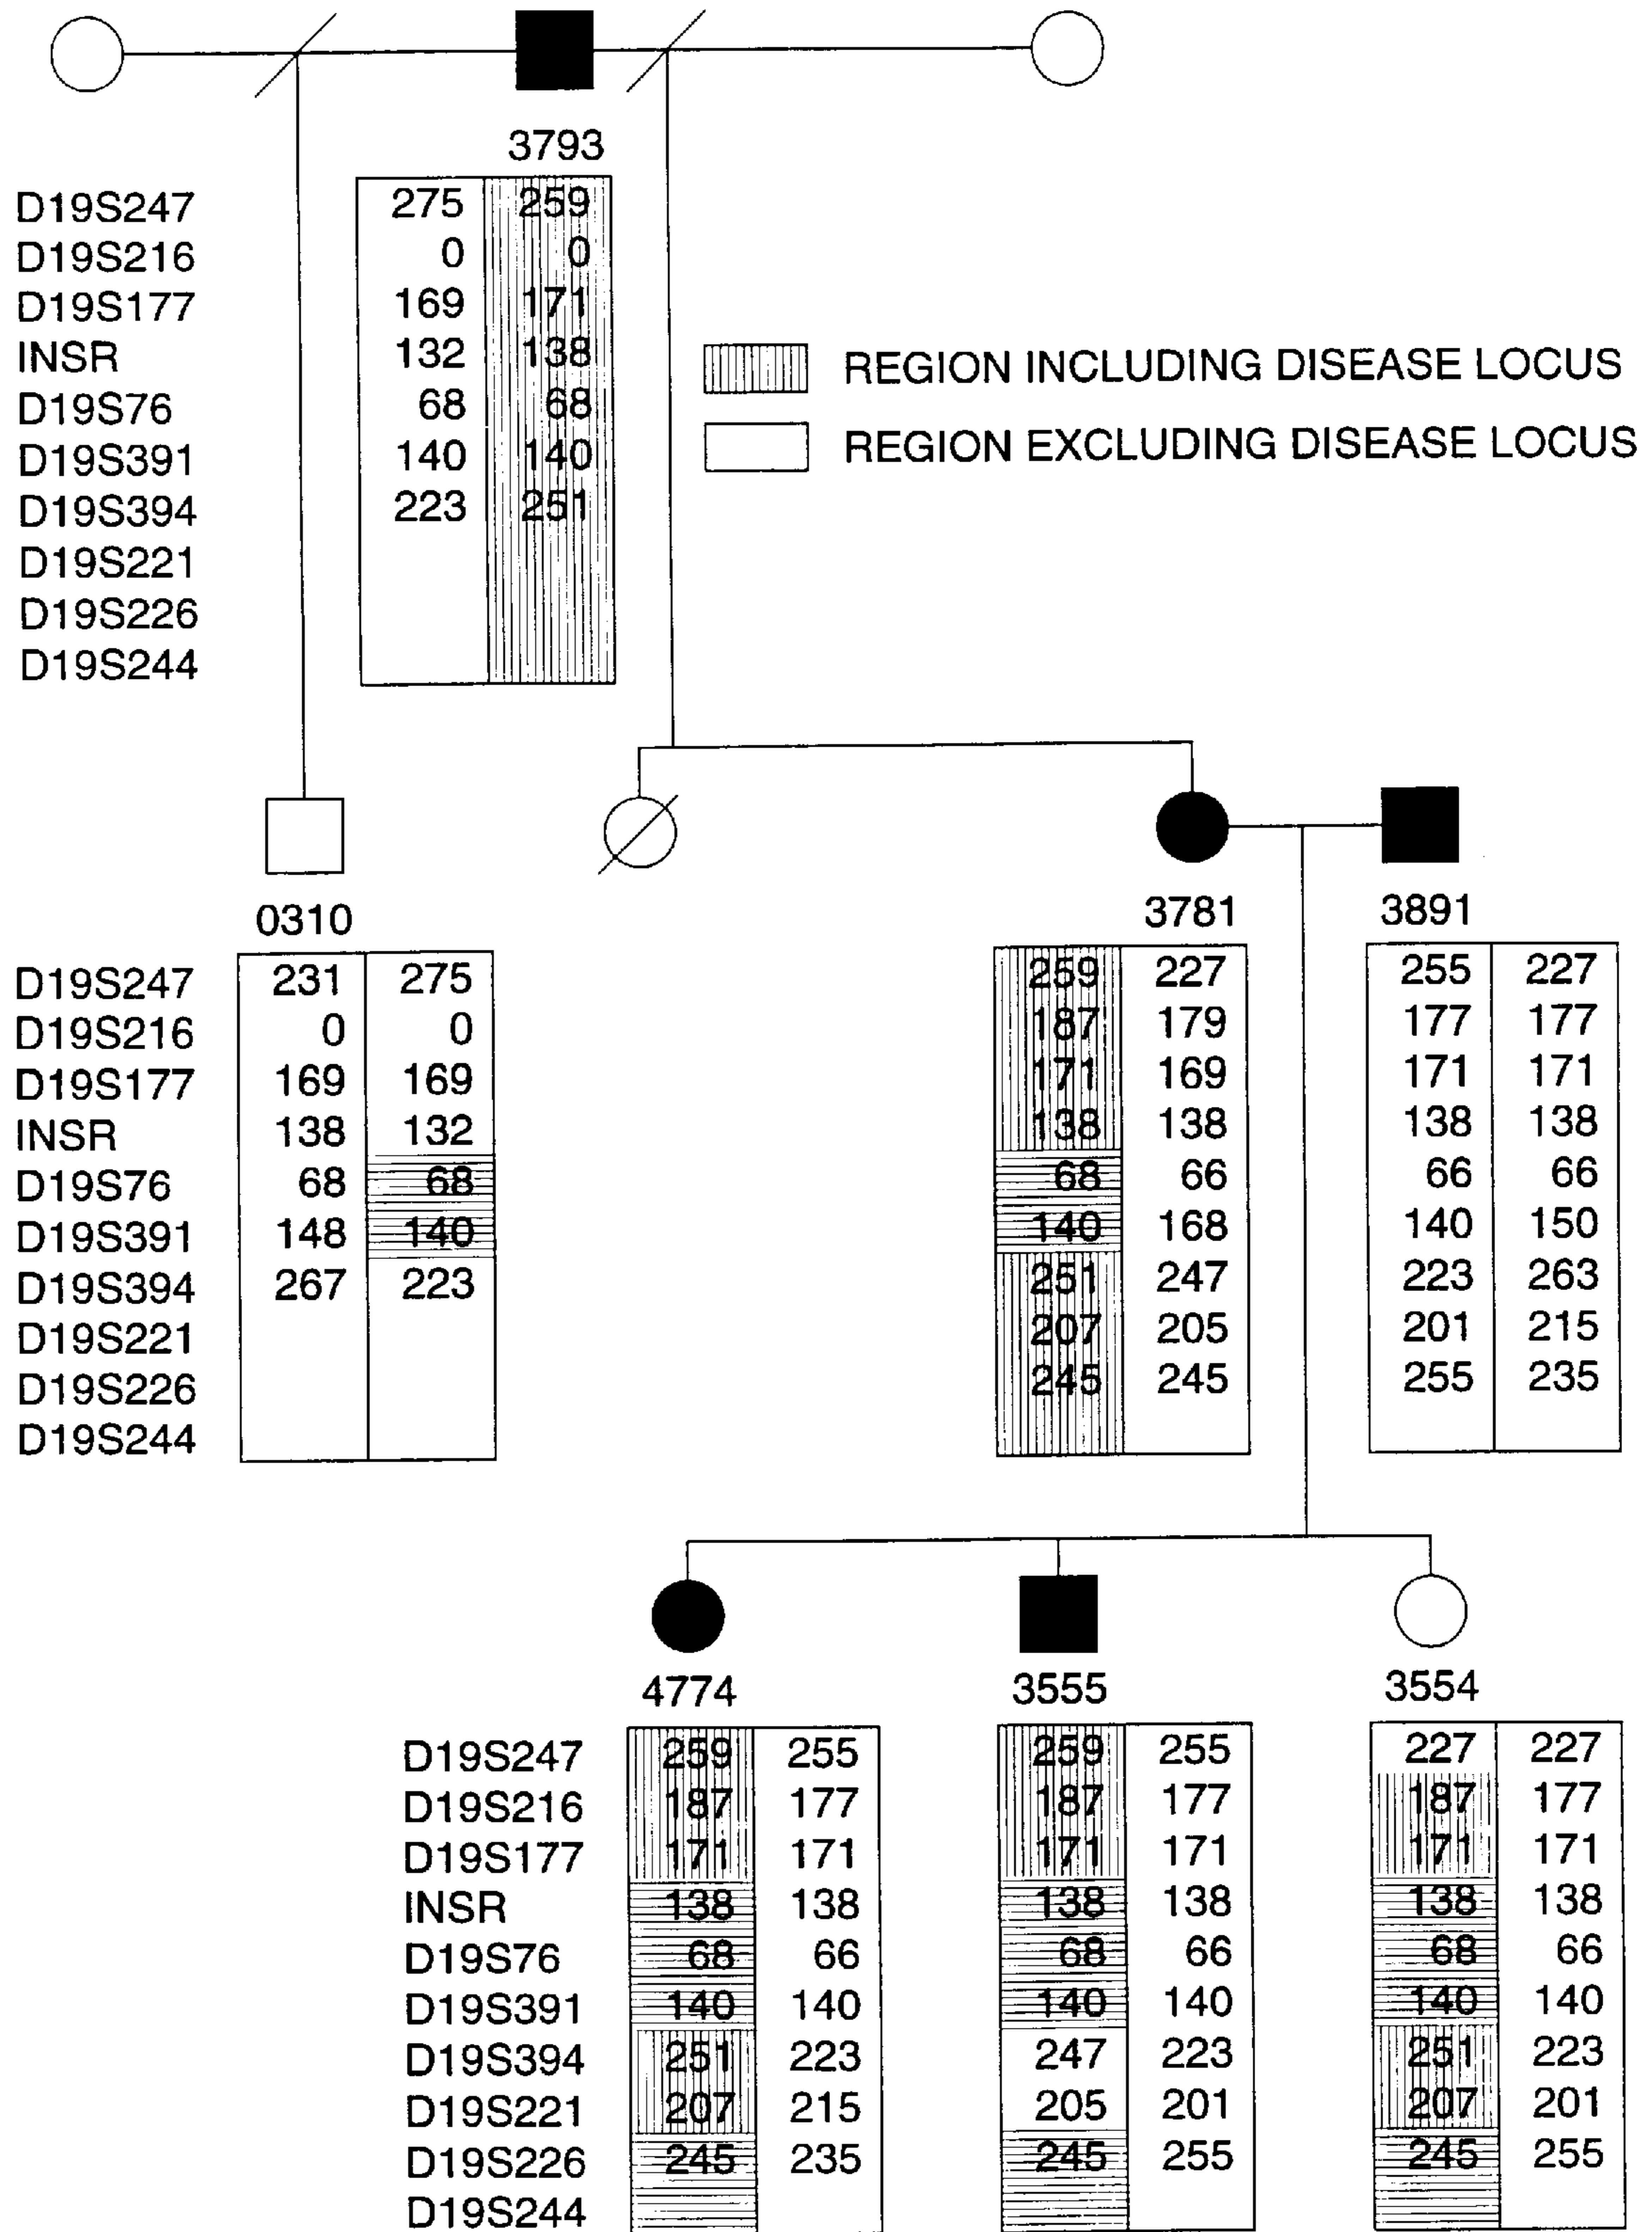 3793
D19S247 275 259
D19S216 0 0
D19S177 169 171
INSR 132 138
D19S76 68 68
D19S391 140 140
D19S394 223 251
D19S221
D19S226
D19S244
REGION INCLUDING DISEASE LOCUS
REGION EXCLUDING DISEASE LOCUS
0310 3781 3891
D19S247 231 275 259 227 255 227
D19S216 0 0 187 179 177 177
D19S177 169 169 171 169 171 171
INSR 138 132 138 138 138 138
D19S76 68 68 68 66 66 66
D19S391 148 140 140 168 140 150
D19S394 267 223 251 247 223 263
D19S221 207 205 201 215
D19S226 245 245 255 235
D19S244
4774 3555 3554
D19S247 259 255 259 255 227 227
D19S216 187 177 187 177 187 177
D19S177 171 171 171 171 171 171
INSR 138 138 138 138 138 138
D19S76 68 66 68 66 68 66
D19S391 140 140 140 140 140 140
D19S394 251 223 247 223 251 223
D19S221 207 215 205 201 207 201
D19S226 245 235 245 255 245 255
D19S244